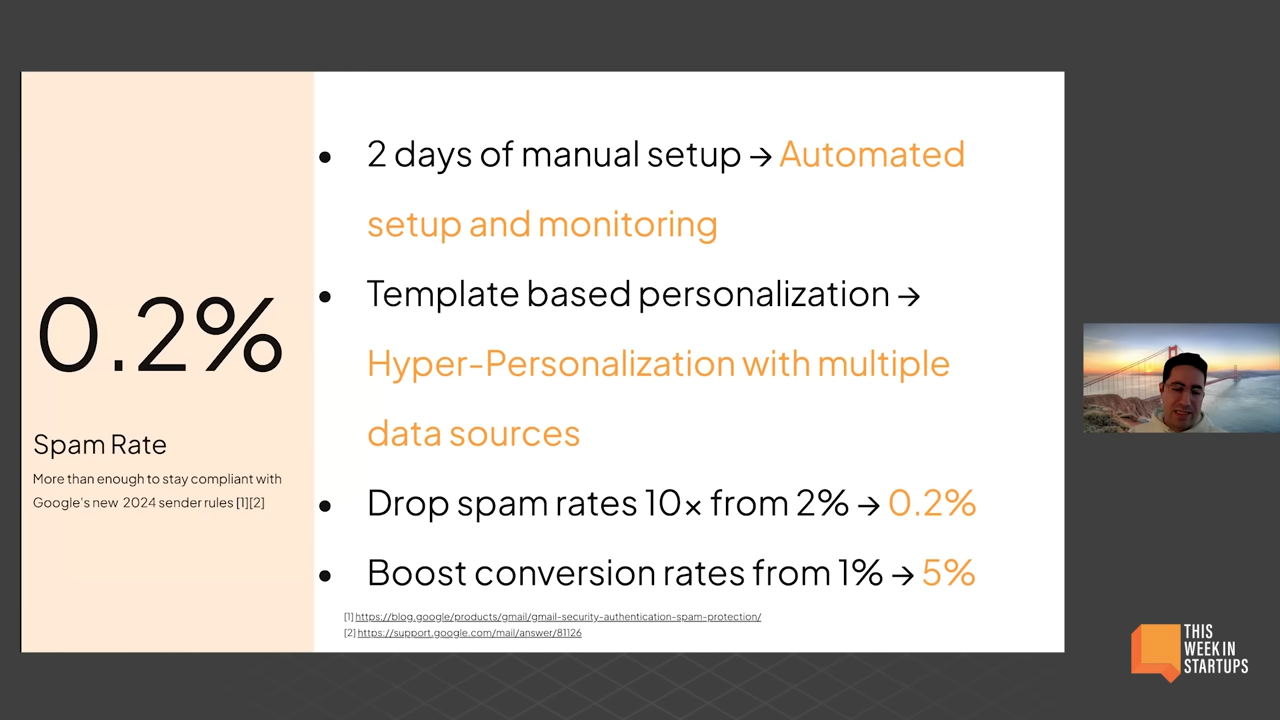 0.2%
Spam Rate
More than enough to stay compliant with
Google's new 2024 sender rules [1][2]
• 2 days of manual setup → Automated
setup and monitoring
• Template based personalization →
Hyper-Personalization with multiple
data sources
• Drop spam rates 10x from 2% → 0.2%
• Boost conversion rates from 1% → 5%
[1] https://blog.google/products/gmail/gmail-security-authentication-spam-protection/
[2] https://support.google.com/mail/answer/81126
THIS
WEEK IN
STARTUPS